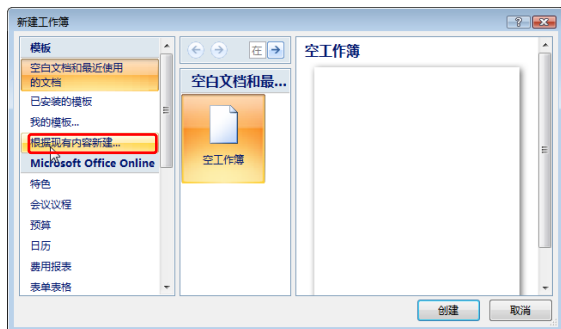 新建工作簿
模板
空白文档和最近使用
的文档
已安装的模板
我的模板...
根据现有内容新建...
Microsoft Office Online
特色
会议议程
预算
日历
费用报表
表单表格
在
空白文档和最...
空工作簿
空工作簿
创建
取消